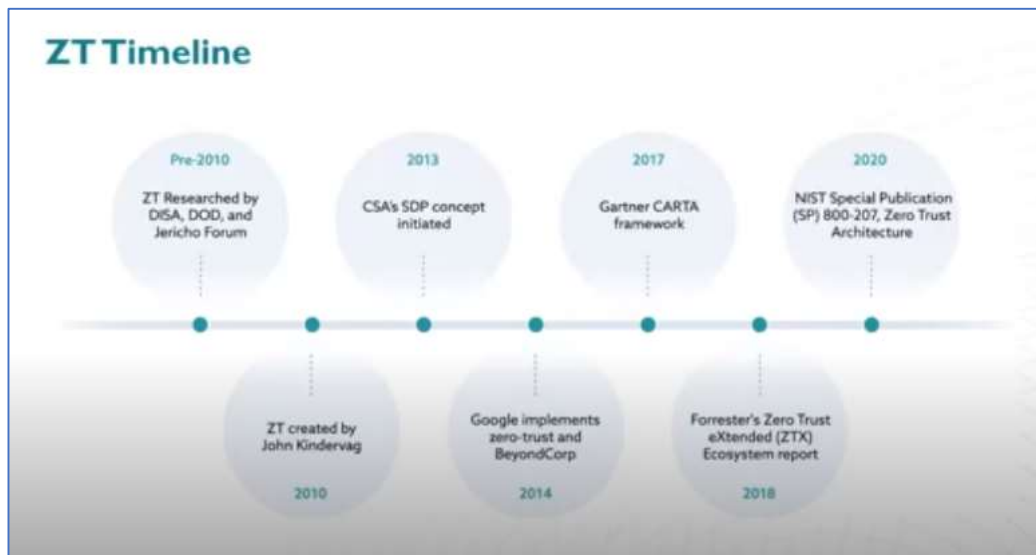 ZT Timeline
Pre-2010
ZT Researched by
DISA, DOD, and
Jericho Forum
2013
CSA's SDP concept
initiated
2017
Gartner CARTA
framework
2020
NIST Special Publication
(SP) 800-207, Zero Trust
Architecture
ZT created by
John Kindervag
2010
Google implements
zero-trust and
BeyondCorp
2014
Forrester's Zero Trust
eXtended (ZTX)
Ecosystem report
2018